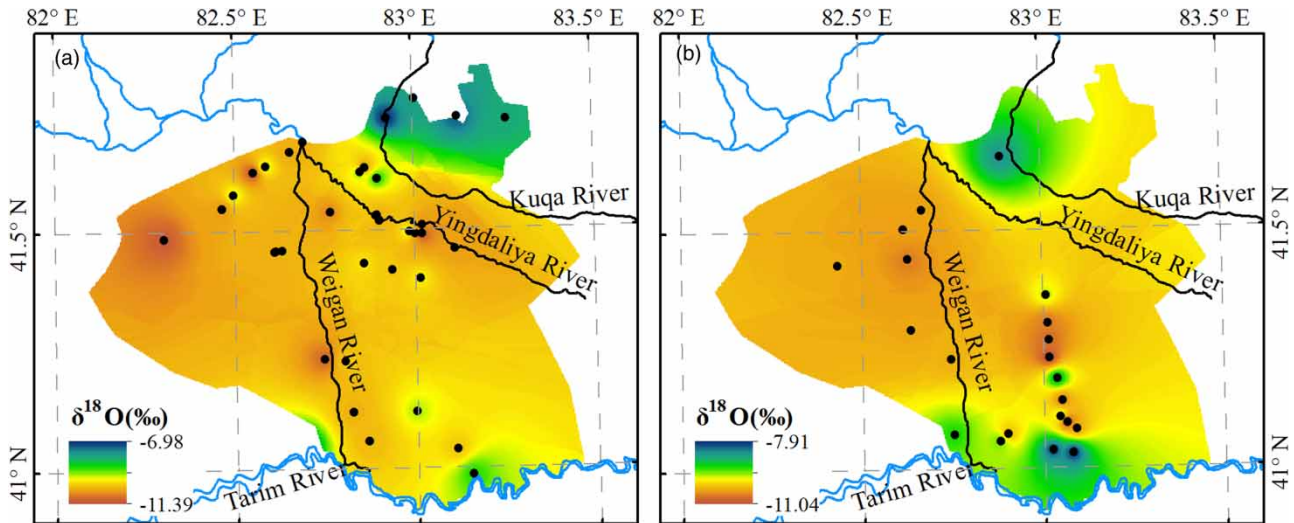 82° E 82.5° E 83° E 83.5° E
(a)
41.5° N
41° N
Kuqa River
Yingdaliya River
Weigan River
Tarim River
δ¹⁸O(‰)
-6.98
-11.39
82° E 82.5° E 83° E 83.5° E
(b)
41.5° N
41° N
Kuqa River
Yingdaliya River
Weigan River
Tarim River
δ¹⁸O(‰)
-7.91
-11.04